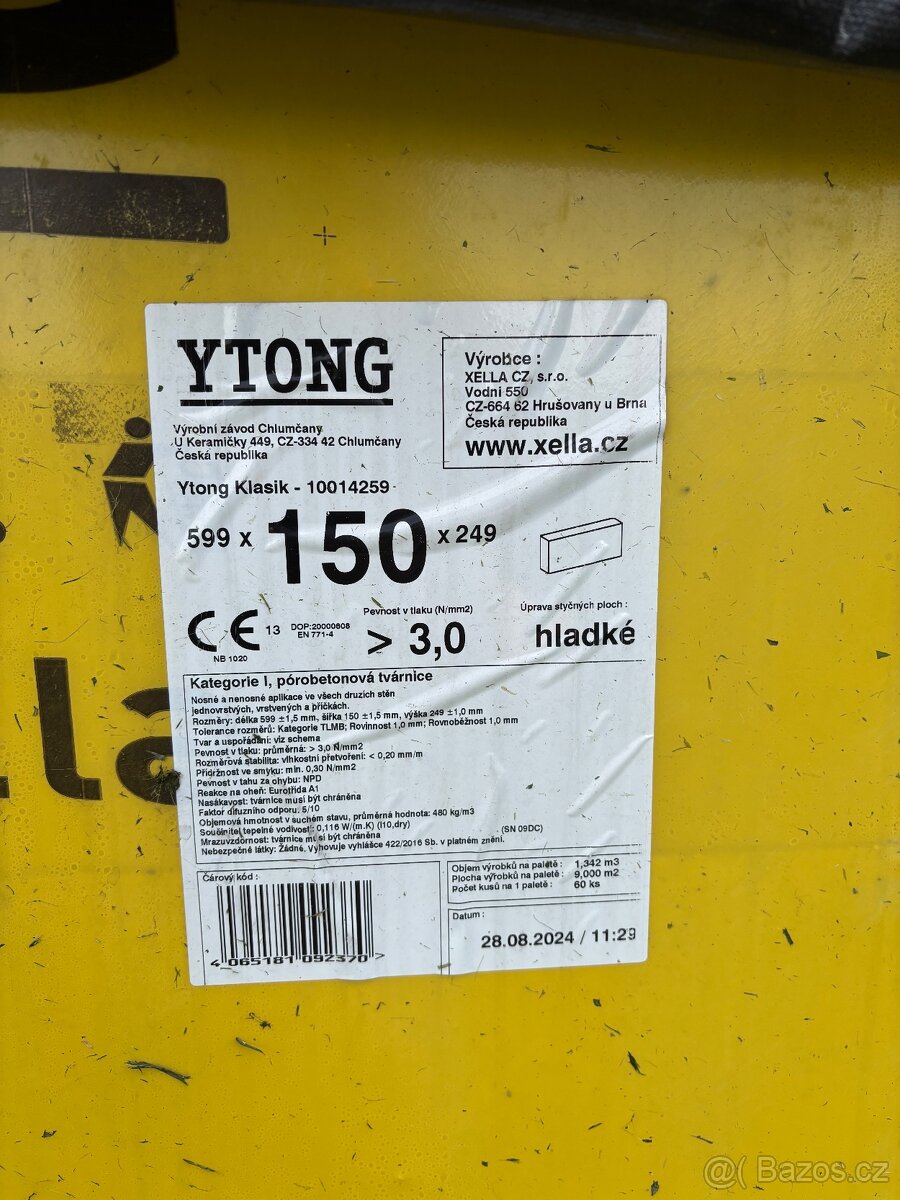 YTONG
Výrobní závod Chlumčany
U Keramičky 449, CZ-334 42 Chlumčany
Česká republika
Výrobce :
XELLA CZ, s.r.o.
Vodní 550
CZ-664 62 Hrušovany u Brna
Česká republika
www.xella.cz
Ytong Klasik - 10014259
599 x 150 x 249
CE 13
NB 1020
DOP:20000608
EN 771-4
Pevnost v tlaku (N/mm2)
> 3,0
Úprava styčných ploch :
hladké
Kategorie I, pórobetonová tvárnice
Nosné a nenosné aplikace ve všech druzích stěn
jednovrstvých, vrstvených a příčkách.
Rozměry: délka 599 ±1,5 mm, šířka 150 ±1,5 mm, výška 249 ±1,0 mm
Tolerance rozměrů: Kategorie TLMB; Rovinnost 1,0 mm; Rovnoběžnost 1,0 mm
Tvar a uspořádání: viz schema
Pevnost v tlaku: průměrná: > 3,0 N/mm2
Rozměrová stabilita: vlhkostní přetvoření: < 0,20 mm/m
Přídržnost ve smyku: min. 0,30 N/mm2
Pevnost v tahu za ohybu: NPD
Reakce na oheň: Eurotřída A1
Nasákavost: tvárnice musí být chráněna
Faktor difuzního odporu: 5/10
Objemová hmotnost v suchém stavu, průměrná hodnota: 480 kg/m3
Součinitel tepelné vodivosti: 0,116 W/(m.K) (l10,dry) (SN 09DC)
Mrazuvzdornost: tvárnice musí být chráněna
Nebezpečné látky: Žádné. Vyhovuje vyhlášce 422/2016 Sb. v platném znění.
Čárový kód :
4 065181 092370 >
Objem výrobků na paletě : 1,342 m3
Plocha výrobků na paletě : 9,000 m2
Počet kusů na 1 paletě : 60 ks
Datum :
28.08.2024 / 11:29
lla
@( Bazos.cz